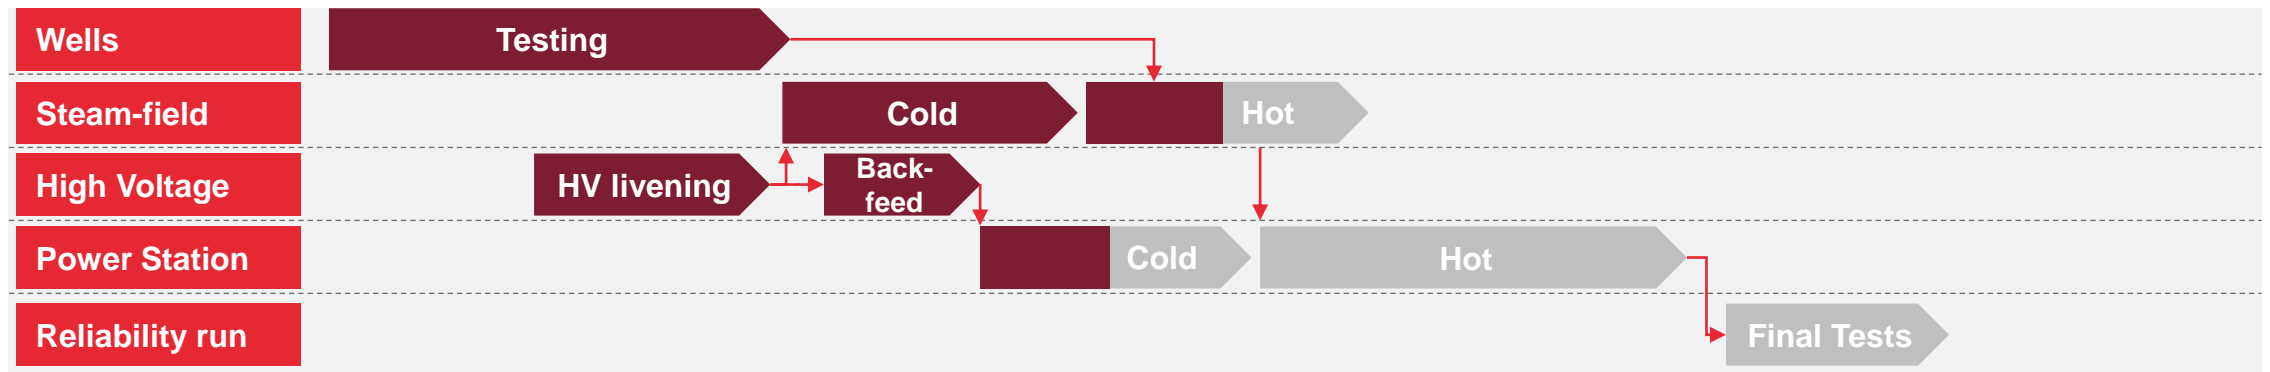 Wells
Testing
Steam-field
Cold
Hot
High Voltage
HV livening
Back-
feed
Power Station
Cold
Hot
Reliability run
Final Tests